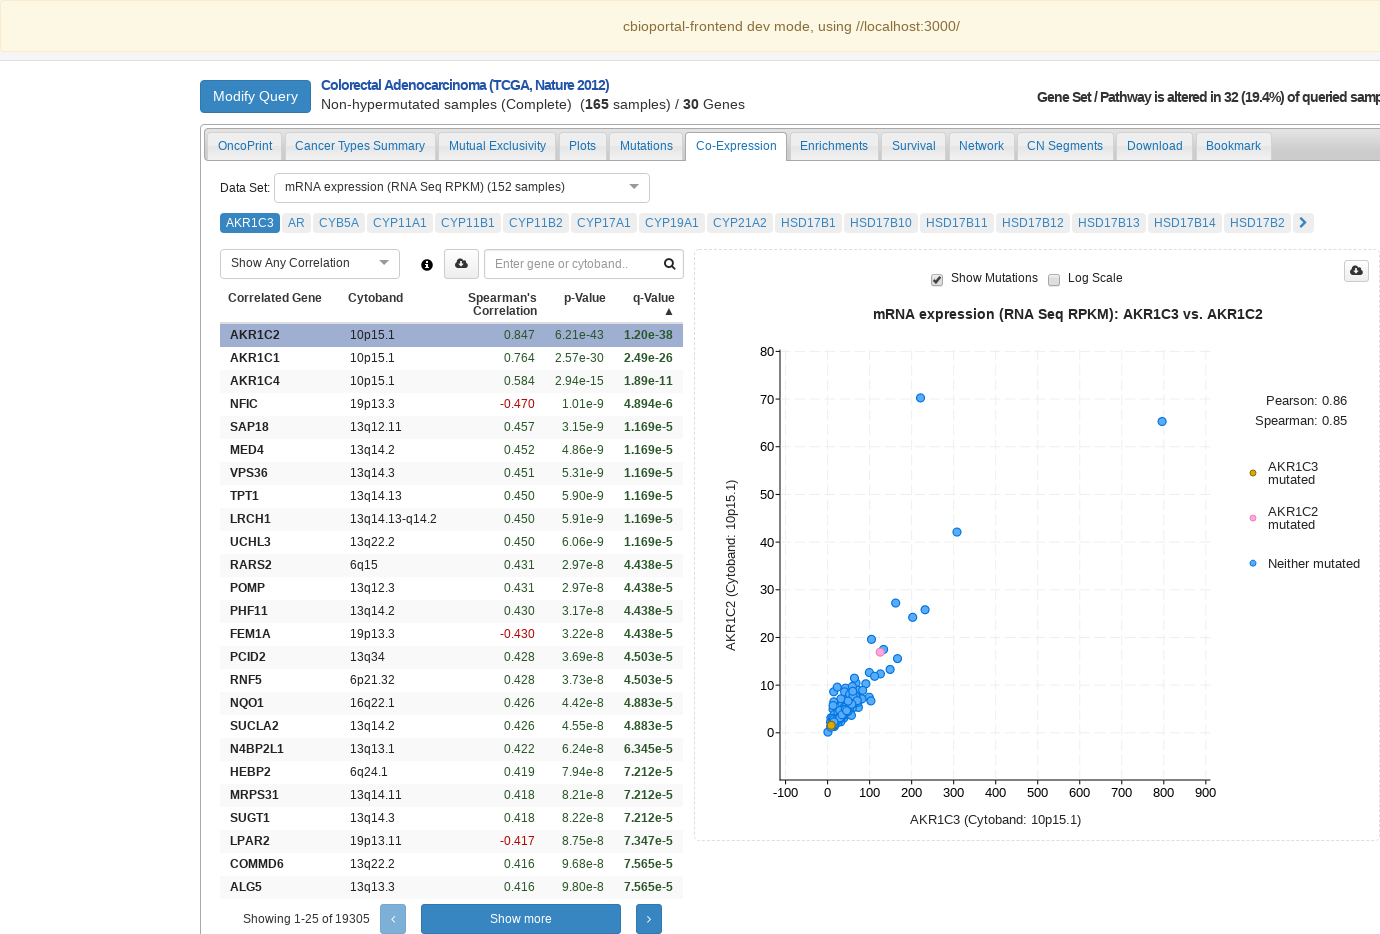 cbioportal-frontend dev mode, using //localhost:3000/
Modify Query
Colorectal Adenocarcinoma (TCGA, Nature 2012)
Non-hypermutated samples (Complete) (165 samples) / 30 Genes
Gene Set / Pathway is altered in 32 (19.4%) of queried samp
OncoPrint Cancer Types Summary Mutual Exclusivity Plots Mutations Co-Expression Enrichments Survival Network CN Segments Download Bookmark
Data Set: mRNA expression (RNA Seq RPKM) (152 samples)
AKR1C3 AR CYB5A CYP11A1 CYP11B1 CYP11B2 CYP17A1 CYP19A1 CYP21A2 HSD17B1 HSD17B10 HSD17B11 HSD17B12 HSD17B13 HSD17B14 HSD17B2
Show Any Correlation
Enter gene or cytoband..
Correlated Gene Cytoband Spearman's Correlation p-Value q-Value ▲
AKR1C2 10p15.1 0.847 6.21e-43 1.20e-38
AKR1C1 10p15.1 0.764 2.57e-30 2.49e-26
AKR1C4 10p15.1 0.584 2.94e-15 1.89e-11
NFIC 19p13.3 -0.470 1.01e-9 4.894e-6
SAP18 13q12.11 0.457 3.15e-9 1.169e-5
MED4 13q14.2 0.452 4.86e-9 1.169e-5
VPS36 13q14.3 0.451 5.31e-9 1.169e-5
TPT1 13q14.13 0.450 5.90e-9 1.169e-5
LRCH1 13q14.13-q14.2 0.450 5.91e-9 1.169e-5
UCHL3 13q22.2 0.450 6.06e-9 1.169e-5
RARS2 6q15 0.431 2.97e-8 4.438e-5
POMP 13q12.3 0.431 2.97e-8 4.438e-5
PHF11 13q14.2 0.430 3.17e-8 4.438e-5
FEM1A 19p13.3 -0.430 3.22e-8 4.438e-5
PCID2 13q34 0.428 3.69e-8 4.503e-5
RNF5 6p21.32 0.428 3.73e-8 4.503e-5
NQO1 16q22.1 0.426 4.42e-8 4.883e-5
SUCLA2 13q14.2 0.426 4.55e-8 4.883e-5
N4BP2L1 13q13.1 0.422 6.24e-8 6.345e-5
HEBP2 6q24.1 0.419 7.94e-8 7.212e-5
MRPS31 13q14.11 0.418 8.21e-8 7.212e-5
SUGT1 13q14.3 0.418 8.22e-8 7.212e-5
LPAR2 19p13.11 -0.417 8.75e-8 7.347e-5
COMMD6 13q22.2 0.416 9.68e-8 7.565e-5
ALG5 13q13.3 0.416 9.80e-8 7.565e-5
Showing 1-25 of 19305
Show more
Show Mutations Log Scale
mRNA expression (RNA Seq RPKM): AKR1C3 vs. AKR1C2
80
70
60
50
40
30
20
10
0
AKR1C2 (Cytoband: 10p15.1)
-100 0 100 200 300 400 500 600 700 800 900
AKR1C3 (Cytoband: 10p15.1)
Pearson: 0.86
Spearman: 0.85
AKR1C3
mutated
AKR1C2
mutated
Neither mutated